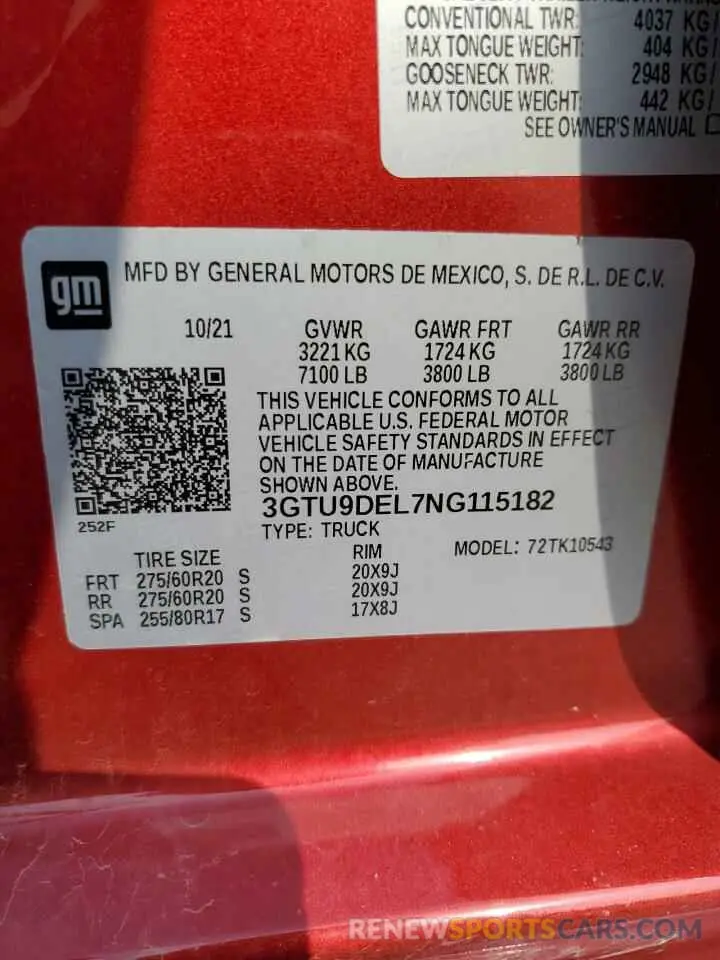 CONVENTIONAL TWR: 4037 KG/
MAX TONGUE WEIGHT: 404 KG/
GOOSENECK TWR: 2948 KG/
MAX TONGUE WEIGHT: 442 KG/
SEE OWNER'S MANUAL
gm
MFD BY GENERAL MOTORS DE MEXICO, S. DE R.L. DE C.V.
10/21 GVWR GAWR FRT GAWR RR
3221 KG 1724 KG 1724 KG
7100 LB 3800 LB 3800 LB
THIS VEHICLE CONFORMS TO ALL
APPLICABLE U.S. FEDERAL MOTOR
VEHICLE SAFETY STANDARDS IN EFFECT
ON THE DATE OF MANUFACTURE
SHOWN ABOVE.
3GTU9DEL7NG115182
252F
TYPE: TRUCK
MODEL: 72TK10543
TIRE SIZE RIM
FRT 275/60R20 S 20X9J
RR 275/60R20 S 20X9J
SPA 255/80R17 S 17X8J
RENEWSPORTSCARS.COM